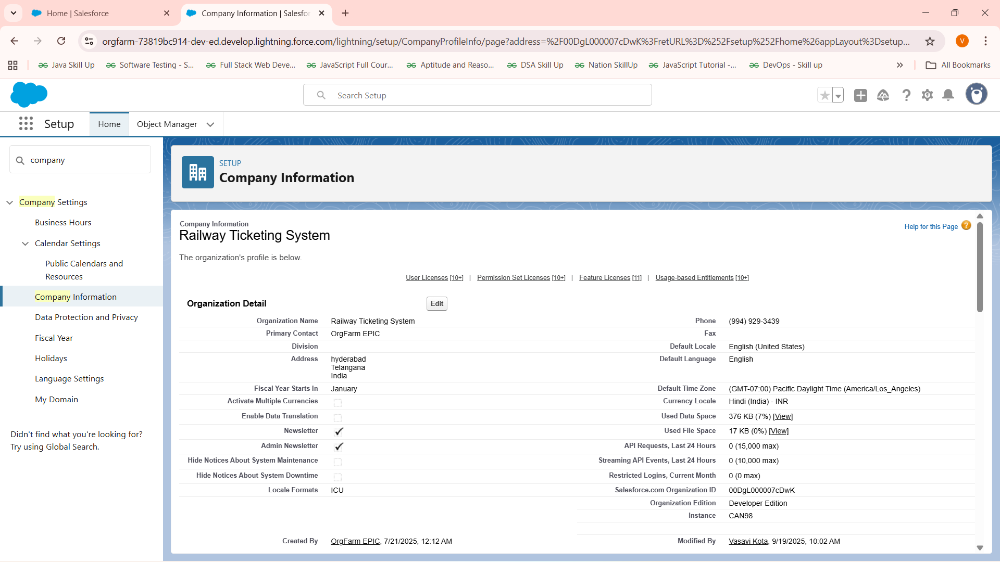 Home | Salesforce
Company Information | Salesfor
orgfarm-73819bc914-dev-ed.develop.lightning.force.com/lightning/setup/CompanyProfileInfo/page?address=%2F00DgL000007cDwK%3FretURL%3D%252Fsetup%252Fhome%26appLayout%3Dsetup...
V
Java Skill Up
Software Testing - S...
Full Stack Web Deve...
JavaScript Full Cour...
Aptitude and Reaso...
DSA Skill Up
Nation SkillUp
JavaScript Tutorial -...
DevOps - Skill up
All Bookmarks
Search Setup
Setup
Home
Object Manager
company
Company Settings
Business Hours
Calendar Settings
Public Calendars and
Resources
Company Information
Data Protection and Privacy
Fiscal Year
Holidays
Language Settings
My Domain
Didn't find what you're looking for?
Try using Global Search.
SETUP
Company Information
Company Information
Railway Ticketing System
Help for this Page
The organization's profile is below.
User Licenses [10+] | Permission Set Licenses [10+] | Feature Licenses [11] | Usage-based Entitlements [10+]
Organization Detail
Edit
Organization Name Railway Ticketing System
Phone (994) 929-3439
Primary Contact OrgFarm EPIC
Fax
Division
Default Locale English (United States)
Address hyderabad
Telangana
India
Default Language English
Fiscal Year Starts In January
Default Time Zone (GMT-07:00) Pacific Daylight Time (America/Los_Angeles)
Activate Multiple Currencies
Currency Locale Hindi (India) - INR
Enable Data Translation
Used Data Space 376 KB (7%) [View]
Newsletter
Used File Space 17 KB (0%) [View]
Admin Newsletter
API Requests, Last 24 Hours 0 (15,000 max)
Hide Notices About System Maintenance
Streaming API Events, Last 24 Hours 0 (10,000 max)
Hide Notices About System Downtime
Restricted Logins, Current Month 0 (0 max)
Locale Formats ICU
Salesforce.com Organization ID 00DgL000007cDwK
Organization Edition Developer Edition
Instance CAN98
Created By OrgFarm EPIC, 7/21/2025, 12:12 AM
Modified By Vasavi Kota, 9/19/2025, 10:02 AM